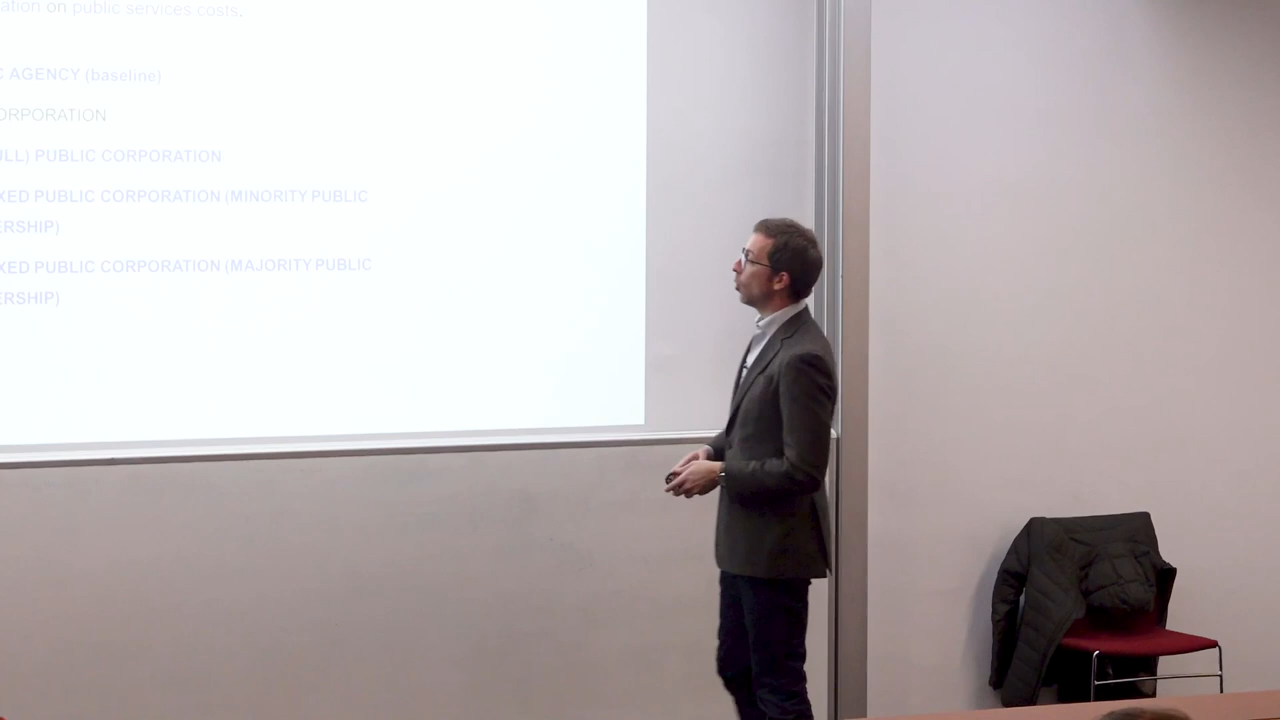 ation on public services costs.
C AGENCY (baseline)
ORPORATION
ULL) PUBLIC CORPORATION
XED PUBLIC CORPORATION (MINORITY PUBLIC
ERSHIP)
XED PUBLIC CORPORATION (MAJORITY PUBLIC
ERSHIP)